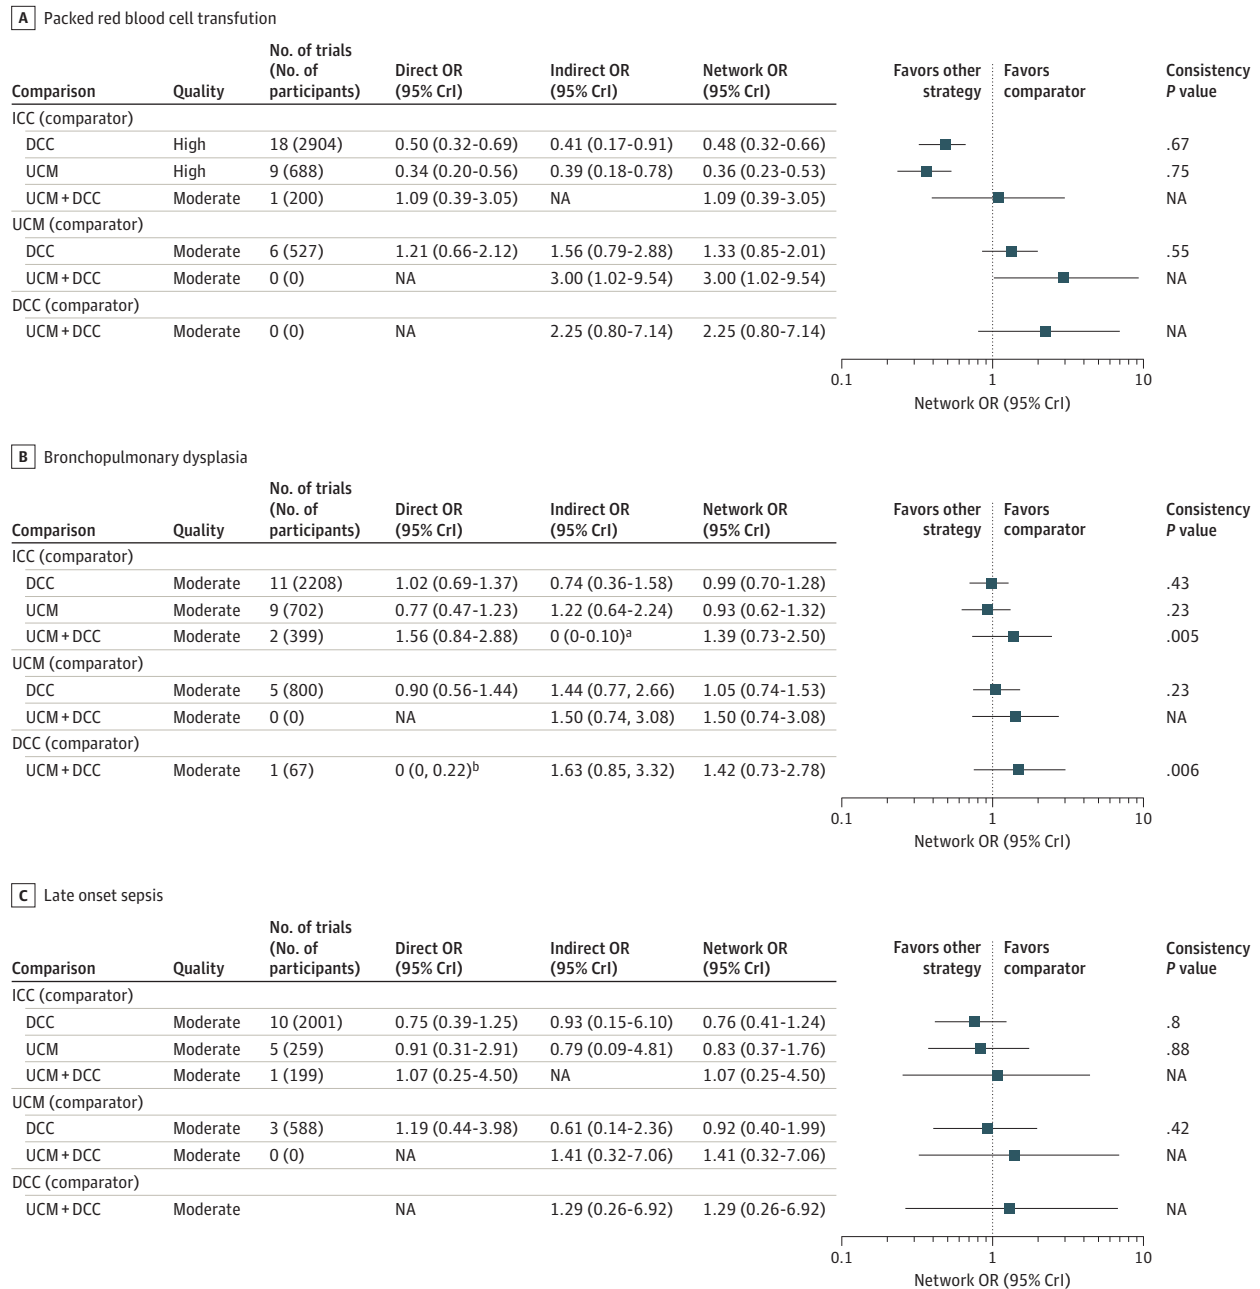 A Packed red blood cell transfution
Comparison Quality No. of trials (No. of participants) Direct OR (95% CrI) Indirect OR (95% CrI) Network OR (95% CrI) Favors other strategy Favors comparator Consistency P value
ICC (comparator)
DCC High 18 (2904) 0.50 (0.32-0.69) 0.41 (0.17-0.91) 0.48 (0.32-0.66) .67
UCM High 9 (688) 0.34 (0.20-0.56) 0.39 (0.18-0.78) 0.36 (0.23-0.53) .75
UCM + DCC Moderate 1 (200) 1.09 (0.39-3.05) NA 1.09 (0.39-3.05) NA
UCM (comparator)
DCC Moderate 6 (527) 1.21 (0.66-2.12) 1.56 (0.79-2.88) 1.33 (0.85-2.01) .55
UCM + DCC Moderate 0 (0) NA 3.00 (1.02-9.54) 3.00 (1.02-9.54) NA
DCC (comparator)
UCM + DCC Moderate 0 (0) NA 2.25 (0.80-7.14) 2.25 (0.80-7.14) NA
0.1 1 10
Network OR (95% CrI)
B Bronchopulmonary dysplasia
Comparison Quality No. of trials (No. of participants) Direct OR (95% CrI) Indirect OR (95% CrI) Network OR (95% CrI) Favors other strategy Favors comparator Consistency P value
ICC (comparator)
DCC Moderate 11 (2208) 1.02 (0.69-1.37) 0.74 (0.36-1.58) 0.99 (0.70-1.28) .43
UCM Moderate 9 (702) 0.77 (0.47-1.23) 1.22 (0.64-2.24) 0.93 (0.62-1.32) .23
UCM + DCC Moderate 2 (399) 1.56 (0.84-2.88) 0 (0-0.10)a 1.39 (0.73-2.50) .005
UCM (comparator)
DCC Moderate 5 (800) 0.90 (0.56-1.44) 1.44 (0.77, 2.66) 1.05 (0.74-1.53) .23
UCM + DCC Moderate 0 (0) NA 1.50 (0.74, 3.08) 1.50 (0.74-3.08) NA
DCC (comparator)
UCM + DCC Moderate 1 (67) 0 (0, 0.22)b 1.63 (0.85, 3.32) 1.42 (0.73-2.78) .006
0.1 1 10
Network OR (95% CrI)
C Late onset sepsis
Comparison Quality No. of trials (No. of participants) Direct OR (95% CrI) Indirect OR (95% CrI) Network OR (95% CrI) Favors other strategy Favors comparator Consistency P value
ICC (comparator)
DCC Moderate 10 (2001) 0.75 (0.39-1.25) 0.93 (0.15-6.10) 0.76 (0.41-1.24) .8
UCM Moderate 5 (259) 0.91 (0.31-2.91) 0.79 (0.09-4.81) 0.83 (0.37-1.76) .88
UCM + DCC Moderate 1 (199) 1.07 (0.25-4.50) NA 1.07 (0.25-4.50) NA
UCM (comparator)
DCC Moderate 3 (588) 1.19 (0.44-3.98) 0.61 (0.14-2.36) 0.92 (0.40-1.99) .42
UCM + DCC Moderate 0 (0) NA 1.41 (0.32-7.06) 1.41 (0.32-7.06) NA
DCC (comparator)
UCM + DCC Moderate NA 1.29 (0.26-6.92) 1.29 (0.26-6.92) NA
0.1 1 10
Network OR (95% CrI)